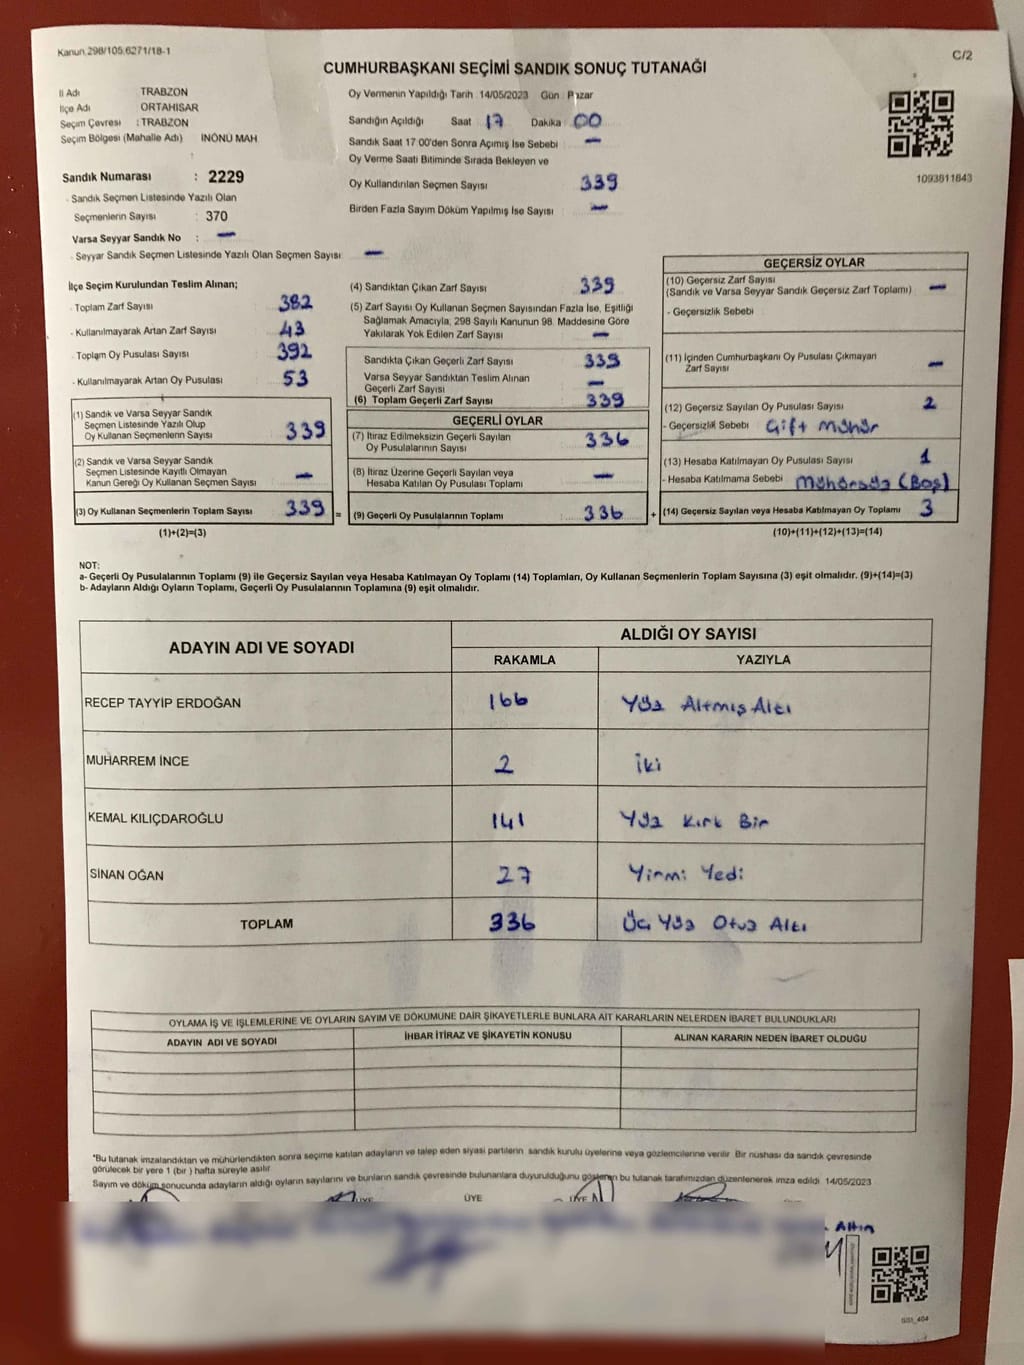 Kanun 298/105.6271/18-1
C/2
CUMHURBAŞKANI SEÇİMİ SANDIK SONUÇ TUTANAĞI
İl Adı TRABZON
İlçe Adı ORTAHİSAR
Seçim Çevresi : TRABZON
Seçim Bölgesi (Mahalle Adı) İNÖNÜ MAH
Sandık Numarası : 2229
- Sandık Seçmen Listesinde Yazılı Olan
Seçmenlerin Sayısı : 370
Varsa Seyyar Sandık No : —
- Seyyar Sandık Seçmen Listesinde Yazılı Olan Seçmen Sayısı —
Oy Vermenin Yapıldığı Tarih 14/05/2023 Gün : Pazar
Sandığın Açıldığı Saat 17 Dakika 00
Sandık Saat 17:00'den Sonra Açımış İse Sebebi —
Oy Verme Saati Bitiminde Sırada Bekleyen ve
Oy Kullandırılan Seçmen Sayısı 339
Birden Fazla Sayım Döküm Yapılmış İse Sayısı —
1093811843
İlçe Seçim Kurulundan Teslim Alınan;
- Toplam Zarf Sayısı 382
- Kullanılmayarak Artan Zarf Sayısı 43
- Toplam Oy Pusulası Sayısı 392
- Kullanılmayarak Artan Oy Pusulası 53
(1) Sandık ve Varsa Seyyar Sandık
Seçmen Listesinde Yazılı Olup
Oy Kullanan Seçmenlerin Sayısı 339
(2) Sandık ve Varsa Seyyar Sandık
Seçmen Listesinde Kayıtlı Olmayan
Kanun Gereği Oy Kullanan Seçmen Sayısı —
(3) Oy Kullanan Seçmenlerin Toplam Sayısı 339 =
(1)+(2)=(3)
(4) Sandıktan Çıkan Zarf Sayısı 339
(5) Zarf Sayısı Oy Kullanan Seçmen Sayısından Fazla İse, Eşitliği
Sağlamak Amacıyla, 298 Sayılı Kanunun 98. Maddesine Göre
Yakılarak Yok Edilen Zarf Sayısı —
Sandıkta Çıkan Geçerli Zarf Sayısı 339
Varsa Seyyar Sandıktan Teslim Alınan
Geçerli Zarf Sayısı —
(6) Toplam Geçerli Zarf Sayısı 339
GEÇERLİ OYLAR
(7) İtiraz Edilmeksizin Geçerli Sayılan
Oy Pusulalarının Sayısı 336
(8) İtiraz Üzerine Geçerli Sayılan veya
Hesaba Katılan Oy Pusulaları Toplamı —
(9) Geçerli Oy Pusulalarının Toplamı 336 +
GEÇERSİZ OYLAR
(10) Geçersiz Zarf Sayısı
(Sandık ve Varsa Seyyar Sandık Geçersiz Zarf Toplamı) —
- Geçersizlik Sebebi
(11) İçinden Cumhurbaşkanı Oy Pusulası Çıkmayan
Zarf Sayısı —
(12) Geçersiz Sayılan Oy Pusulası Sayısı 2
- Geçersizlik Sebebi Çift Mühür
(13) Hesaba Katılmayan Oy Pusulası Sayısı 1
- Hesaba Katılmama Sebebi Mühürsüz (Boş)
(14) Geçersiz Sayılan veya Hesaba Katılmayan Oy Toplamı 3
(10)+(11)+(12)+(13)=(14)
NOT:
a- Geçerli Oy Pusulalarının Toplamı (9) ile Geçersiz Sayılan veya Hesaba Katılmayan Oy Toplamı (14) Toplamları, Oy Kullanan Seçmenlerin Toplam Sayısına (3) eşit olmalıdır. (9)+(14)=(3)
b- Adayların Aldığı Oyların Toplamı, Geçerli Oy Pusulalarının Toplamına (9) eşit olmalıdır.
ADAYIN ADI VE SOYADI ALDIĞI OY SAYISI
RAKAMLA YAZIYLA
RECEP TAYYİP ERDOĞAN 166 Yüz Altmış Altı
MUHARREM İNCE 2 İki
KEMAL KILIÇDAROĞLU 141 Yüz Kırk Bir
SİNAN OĞAN 27 Yirmi Yedi
TOPLAM 336 Üç Yüz Otuz Altı
OYLAMA İŞ VE İŞLEMLERİNE VE OYLARIN SAYIM VE DÖKÜMÜNE DAİR ŞİKAYETLERLE BUNLARA AİT KARARLARIN NELERDEN İBARET BULUNDUKLARI
ADAYIN ADI VE SOYADI İHBAR İTİRAZ VE ŞİKAYETİN KONUSU ALINAN KARARIN NEDEN İBARET OLDUĞU
*Bu tutanak imzalandıktan ve mühürlendikten sonra seçime katılan adayların ve talep eden siyasi partilerin sandık kurulu üyelerine veya gözlemcilerine verilir. Bir nüshası da sandık çevresinde
görülecek bir yere 1 (bir ) hafta süreyle asılır
Sayım ve döküm sonucunda adayların aldığı oyların sayılarını ve bunların sandık çevresinde bulunanlara duyurulduğunu gösteren bu tutanak tarafımızdan düzenlenerek imza edildi. 14/05/2023
ÜYE ÜYE ÜYE
Altın